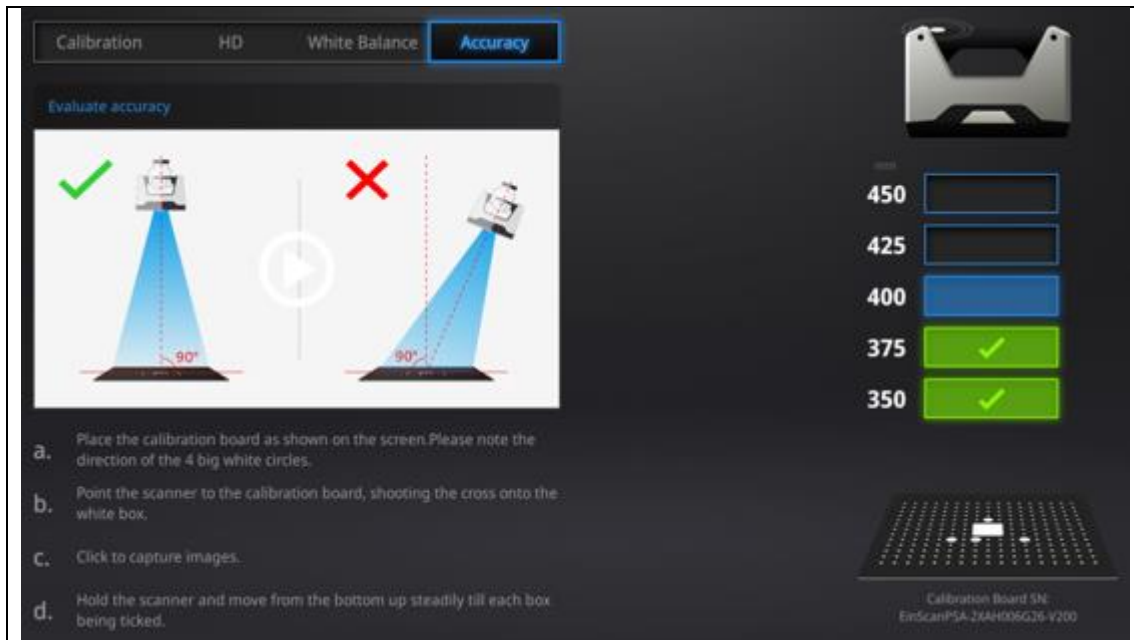 Calibration HD White Balance Accuracy
Evaluate accuracy
90°
90°
a. Place the calibration board as shown on the screen.Please note the
direction of the 4 big white circles.
b. Point the scanner to the calibration board, shooting the cross onto the
white box.
c. Click to capture images.
d. Hold the scanner and move from the bottom up steadily till each box
being ticked.
450
425
400
375
350
Calibration Board SN:
EinScanPSA-2XAH006G26-V200